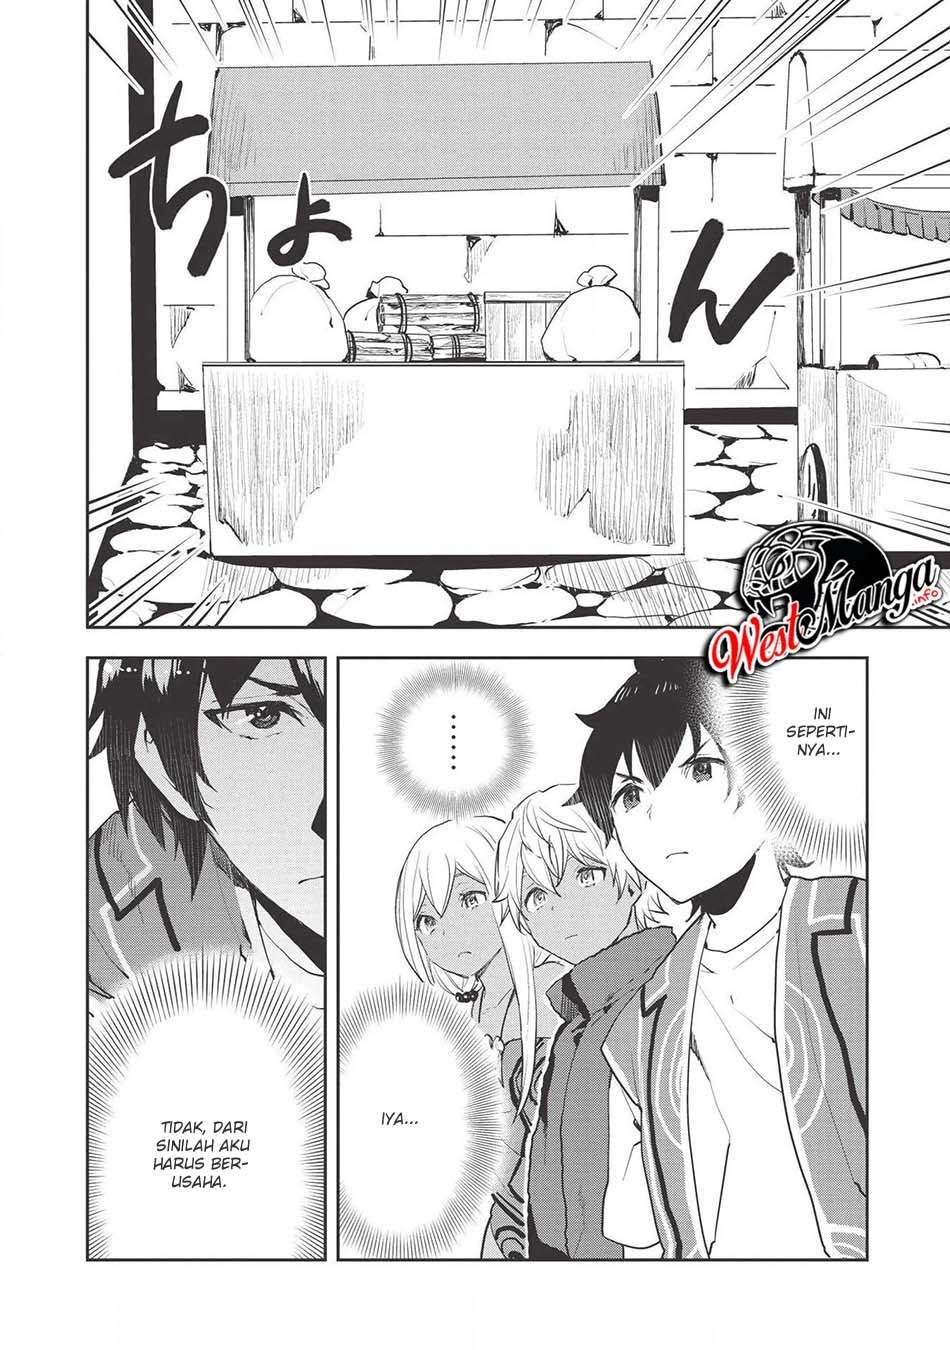 ちょん
WestManga
.info
INI
SEPERTI-
NYA...
......
IYA...
TIDAK, DARI
SINILAH AKU
HARUS BER-
USAHA.